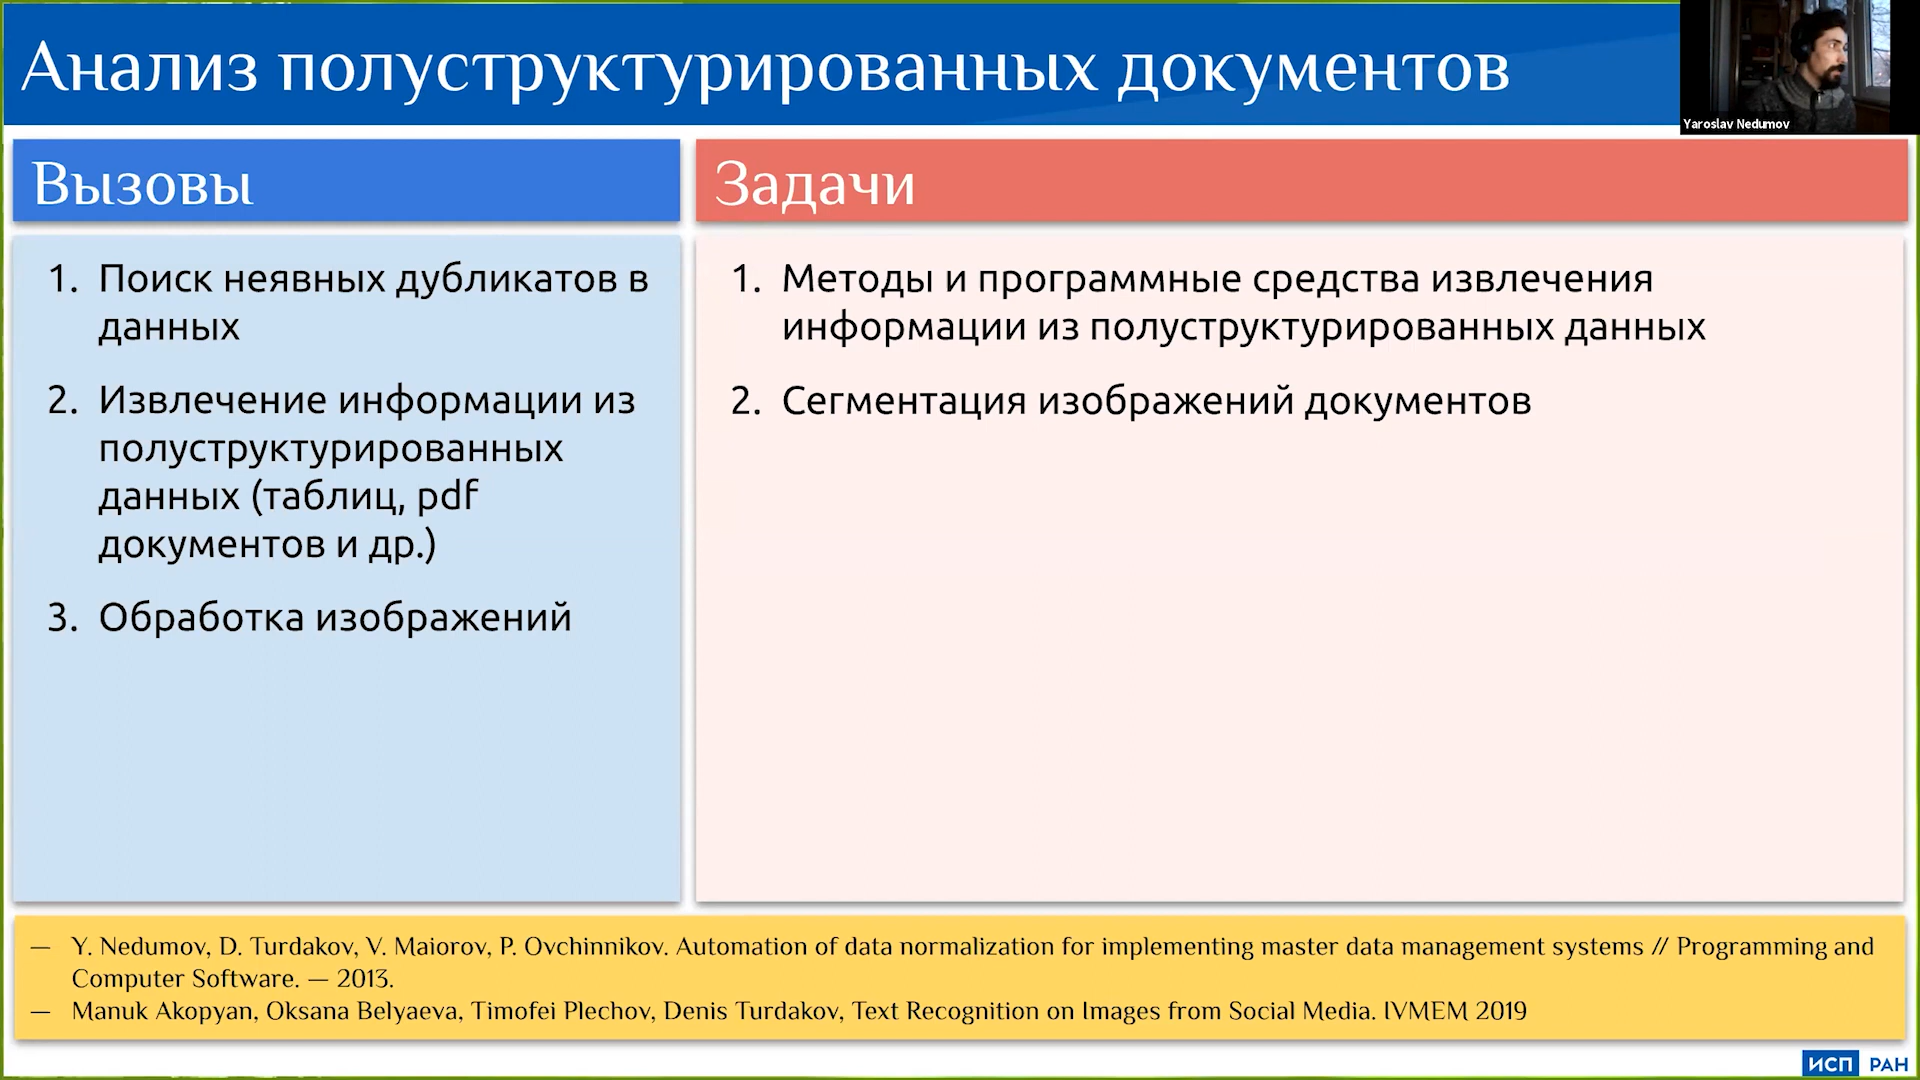 Анализ полуструктурированных документов
Yaroslav Nedumov
Вызовы
1. Поиск неявных дубликатов в
данных
2. Извлечение информации из
полуструктурированных
данных (таблиц, pdf
документов и др.)
3. Обработка изображений
Задачи
1. Методы и программные средства извлечения
информации из полуструктурированных данных
2. Сегментация изображений документов
— Y. Nedumov, D. Turdakov, V. Maiorov, P. Ovchinnikov. Automation of data normalization for implementing master data management systems // Programming and
Computer Software. — 2013.
— Manuk Akopyan, Oksana Belyaeva, Timofei Plechov, Denis Turdakov, Text Recognition on Images from Social Media. IVMEM 2019
ИСП РАН